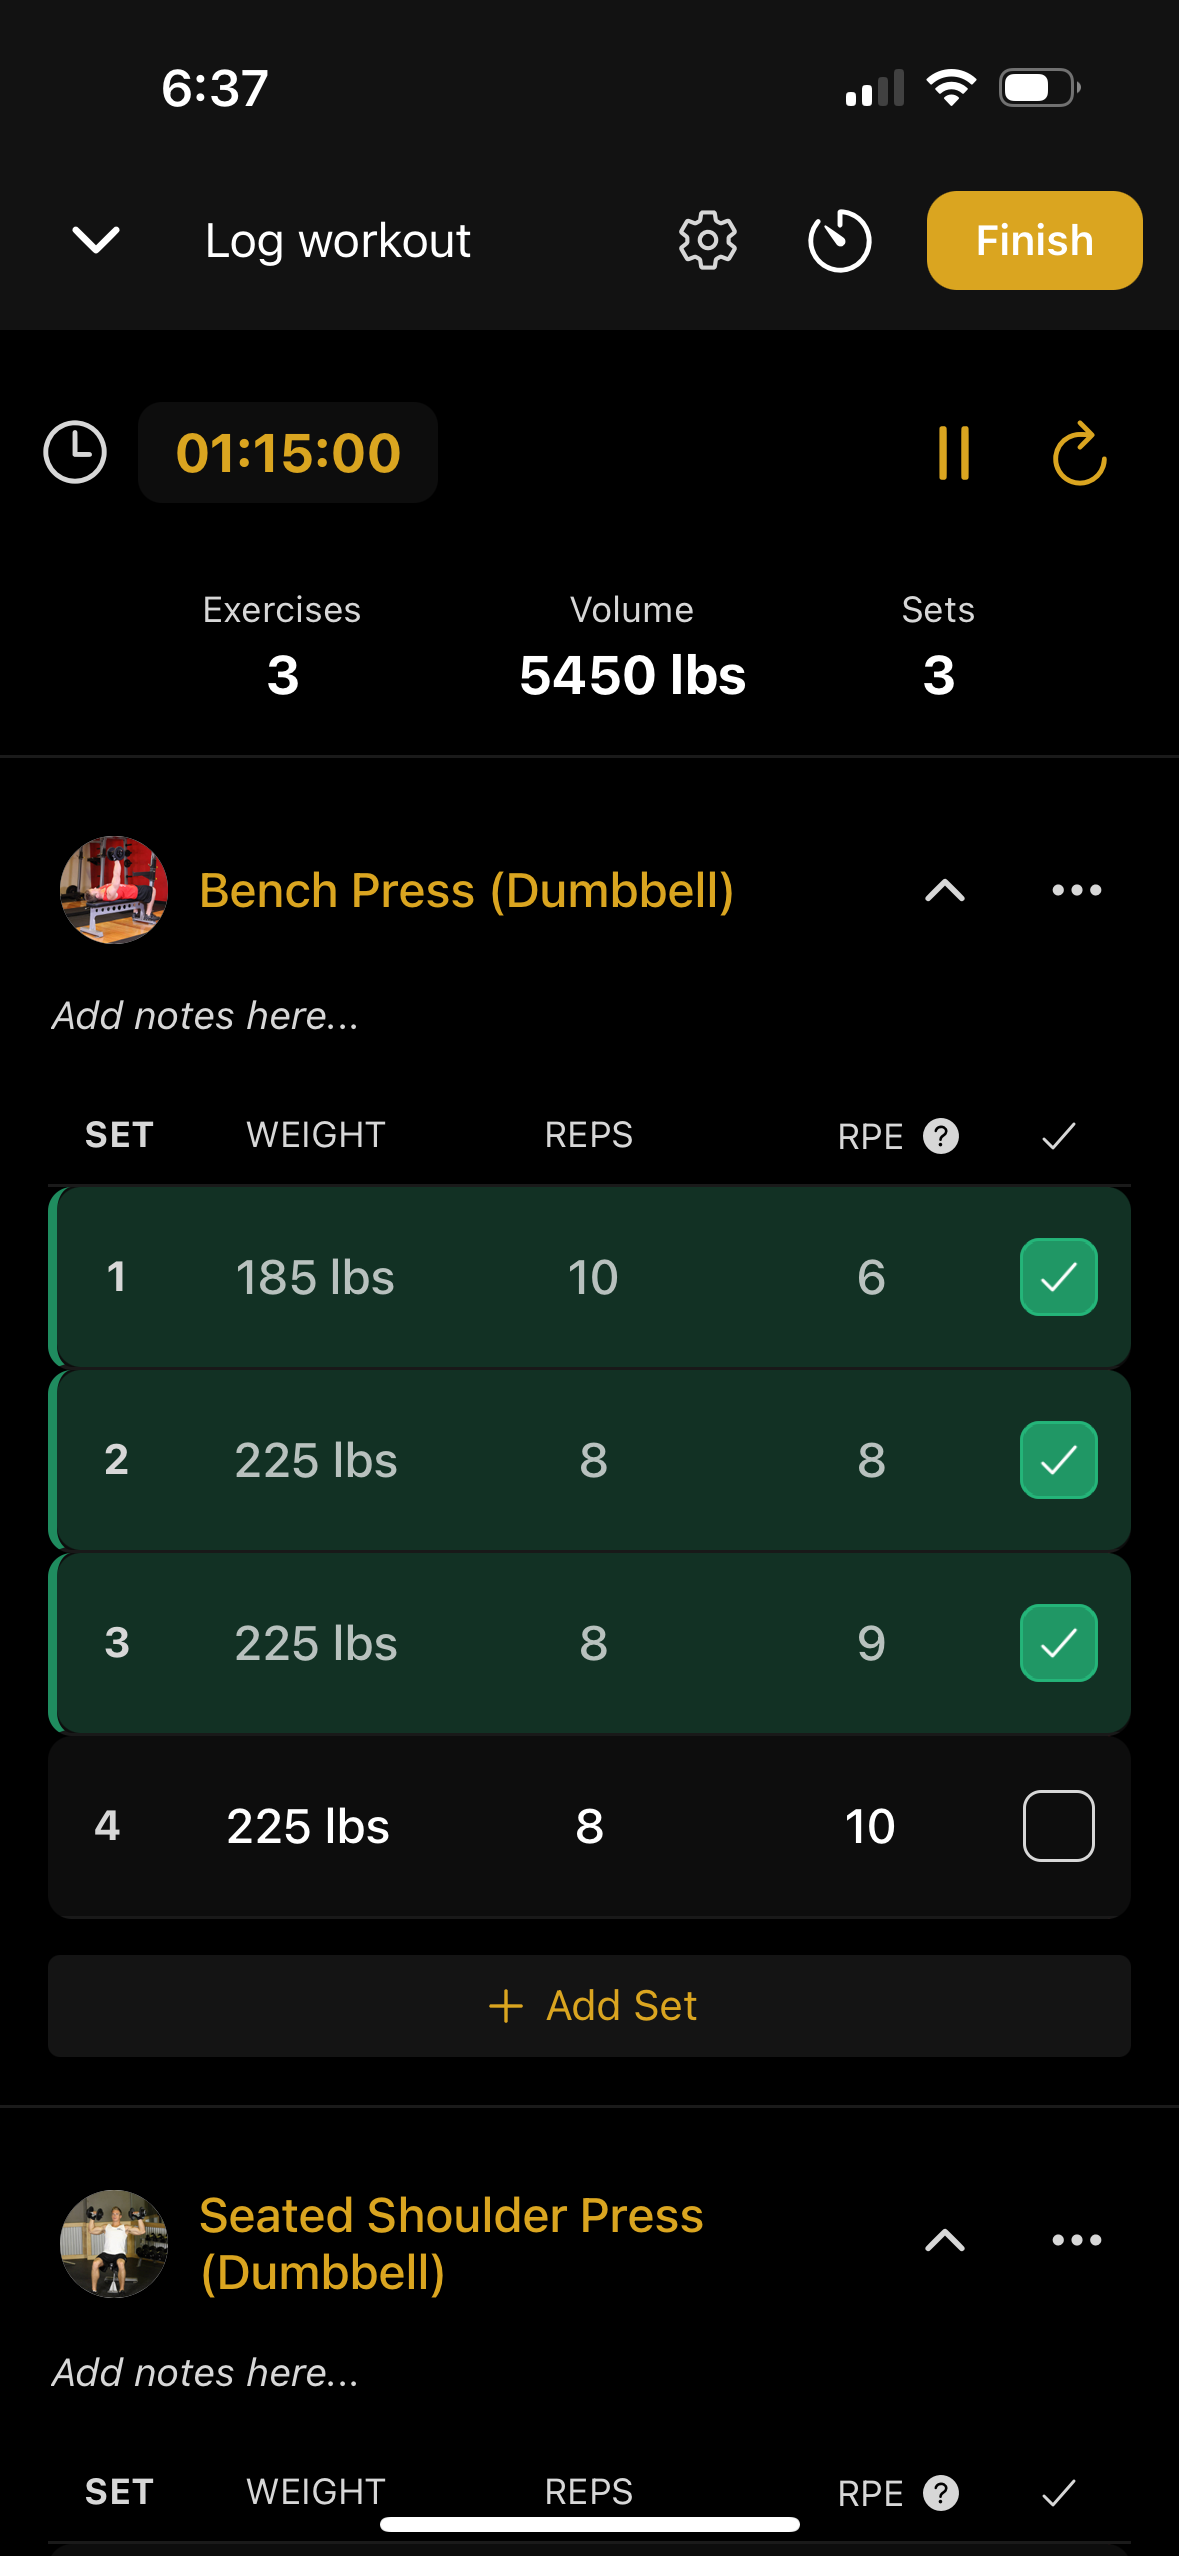 6:37
Log workout
Finish
01:15:00
Exercises Volume Sets
3 5450 lbs 3
Bench Press (Dumbbell)
Add notes here...
SET WEIGHT REPS RPE ?
1 185 lbs 10 6
2 225 lbs 8 8
3 225 lbs 8 9
4 225 lbs 8 10
+ Add Set
Seated Shoulder Press
(Dumbbell)
Add notes here...
SET WEIGHT REPS RPE ?